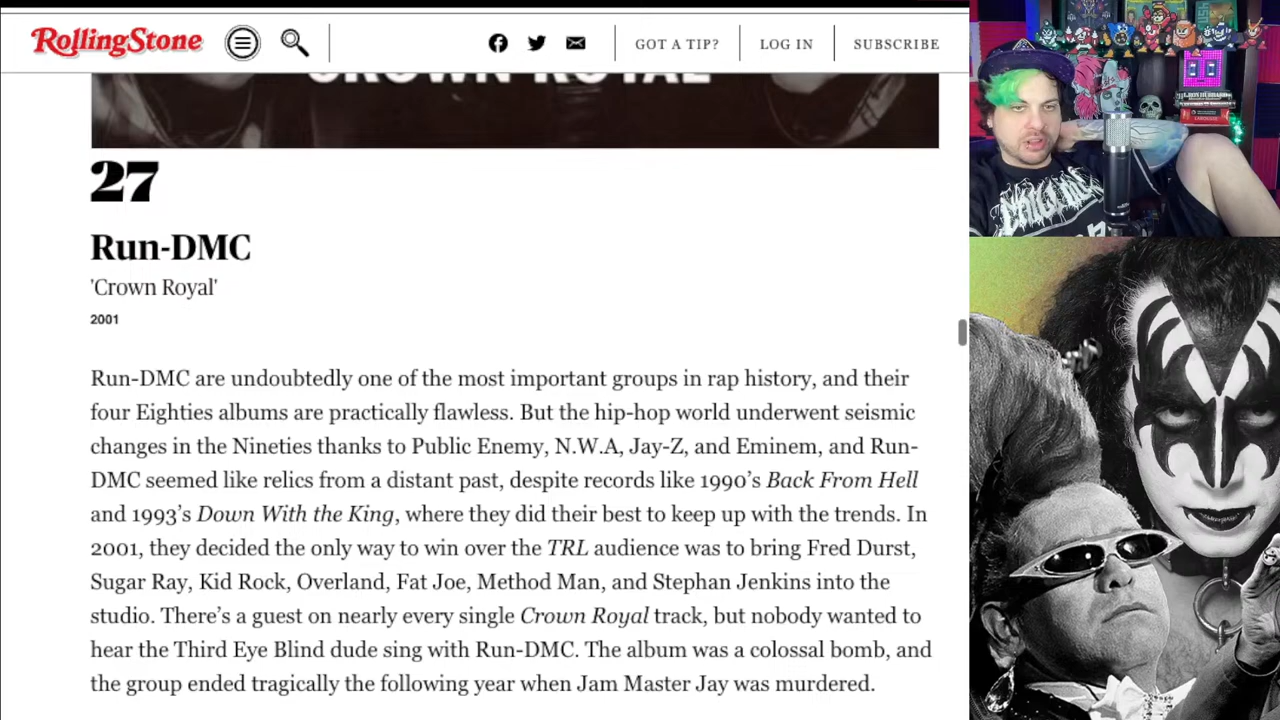 RollingStone
GOT A TIP?
LOG IN
SUBSCRIBE
CROWN ROYAL
27
Run-DMC
'Crown Royal'
2001
Run-DMC are undoubtedly one of the most important groups in rap history, and their
four Eighties albums are practically flawless. But the hip-hop world underwent seismic
changes in the Nineties thanks to Public Enemy, N.W.A, Jay-Z, and Eminem, and Run-
DMC seemed like relics from a distant past, despite records like 1990’s Back From Hell
and 1993’s Down With the King, where they did their best to keep up with the trends. In
2001, they decided the only way to win over the TRL audience was to bring Fred Durst,
Sugar Ray, Kid Rock, Overland, Fat Joe, Method Man, and Stephan Jenkins into the
studio. There’s a guest on nearly every single Crown Royal track, but nobody wanted to
hear the Third Eye Blind dude sing with Run-DMC. The album was a colossal bomb, and
the group ended tragically the following year when Jam Master Jay was murdered.